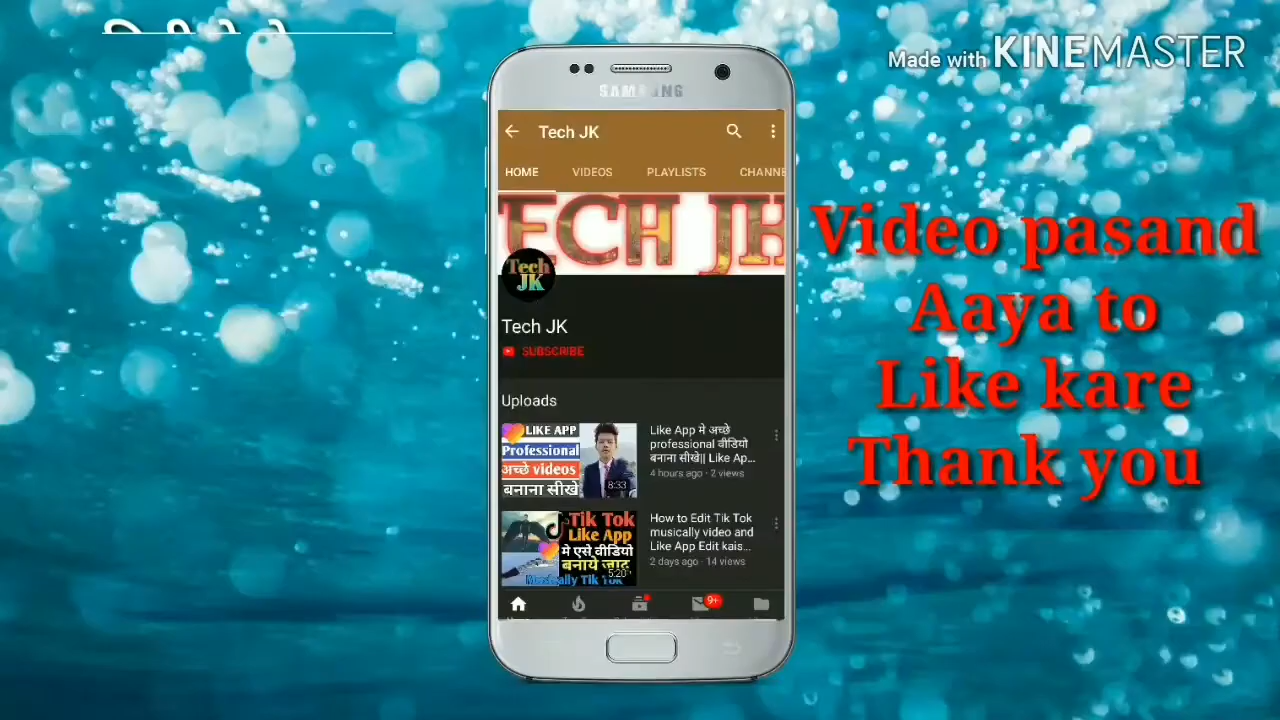 Made with KINEMASTER
SAMSUNG
Tech JK
HOME VIDEOS PLAYLISTS CHANNE
TECH JK
Tech
JK
Tech JK
SUBSCRIBE
Uploads
LIKE APP
Professional
अच्छे videos
बनाना सीखे
8:33
Like App मे अच्छे
professional वीडियो
बनाना सीखे|| Like Ap...
4 hours ago · 2 views
Tik Tok
Like App
मे एसे वीडियो
बनाये जादू
Musically Tik Tok
5:20
How to Edit Tik Tok
musically video and
Like App Edit kais...
2 days ago · 14 views
9+
Video pasand
Aaya to
Like kare
Thank you